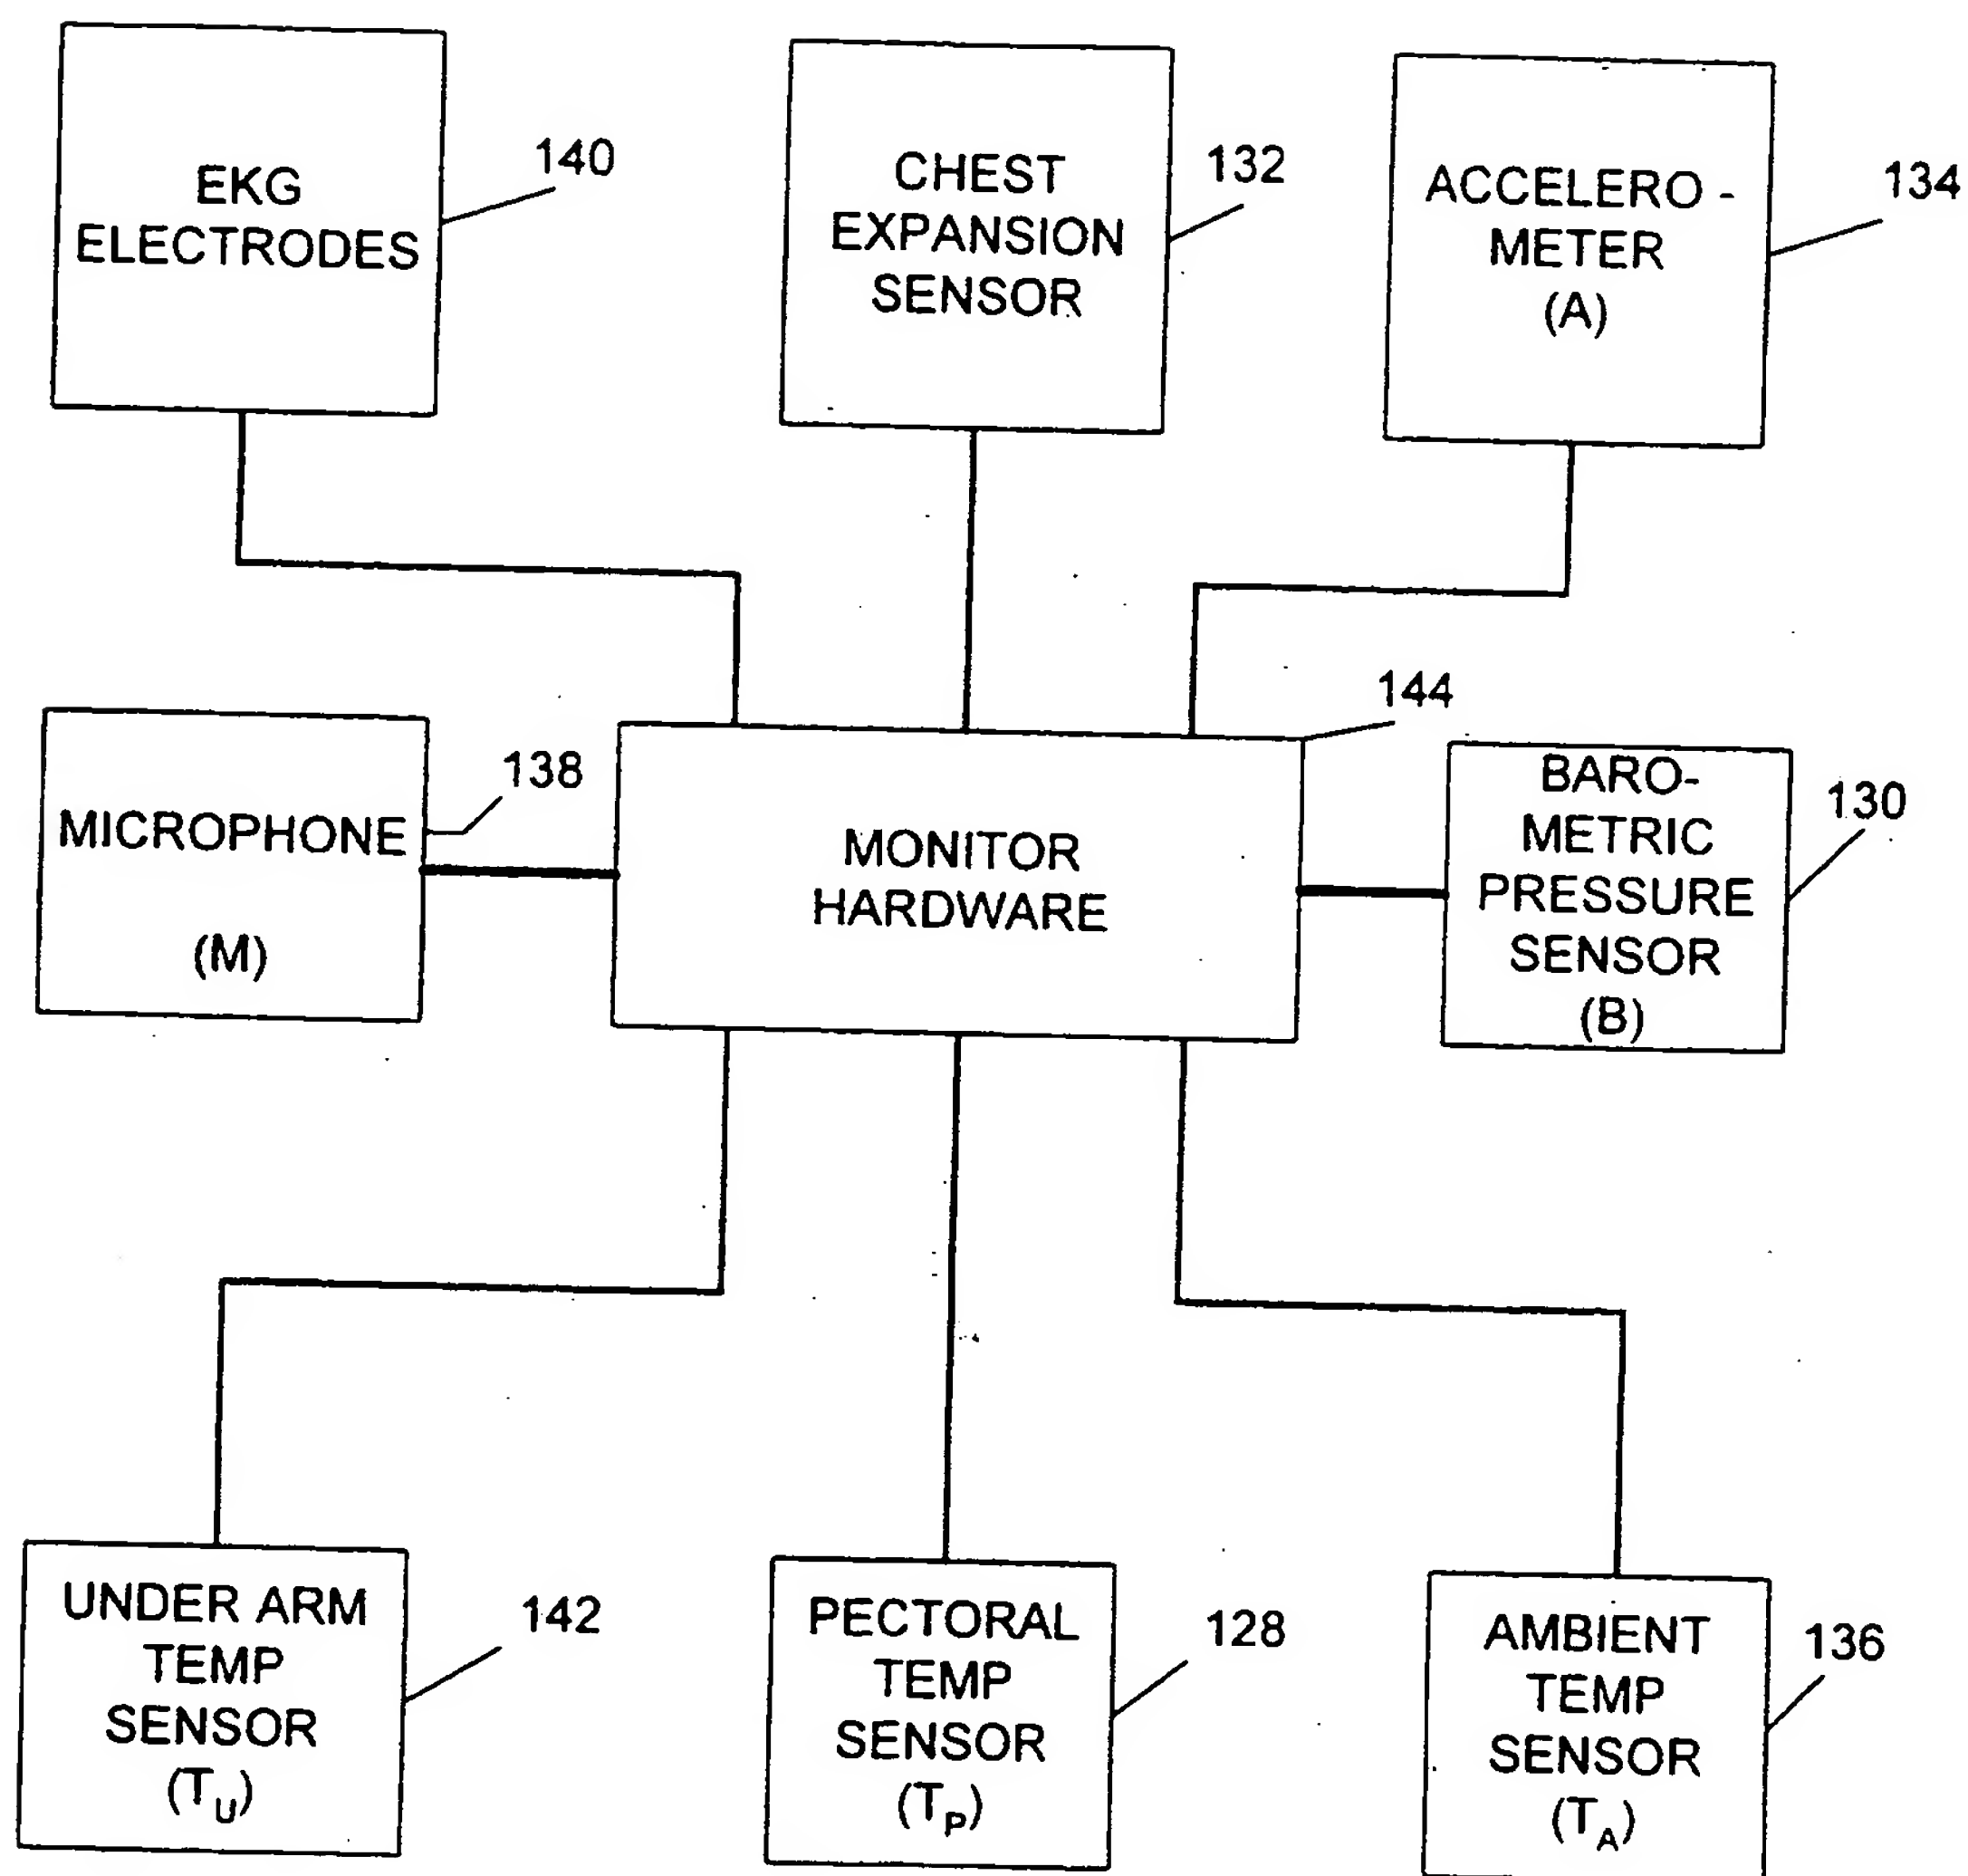 EKG
ELECTRODES
140
CHEST
EXPANSION
SENSOR
132
ACCELERO -
METER
(A)
134
MICROPHONE
(M)
138
MONITOR
HARDWARE
144
BARO-
METRIC
PRESSURE
SENSOR
(B)
130
UNDER ARM
TEMP
SENSOR
(TU)
142
PECTORAL
TEMP
SENSOR
(TP)
128
AMBIENT
TEMP
SENSOR
(TA)
136